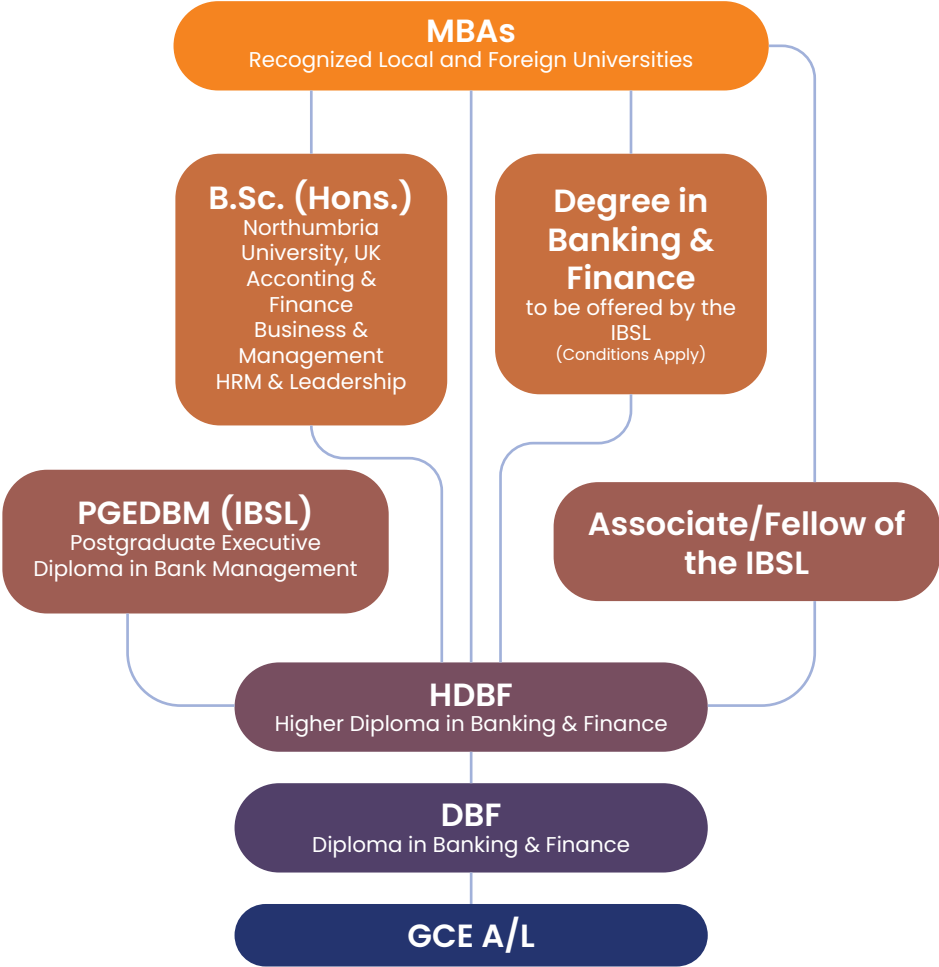 MBAs
Recognized Local and Foreign Universities
B.Sc. (Hons.)
Northumbria
University, UK
Acconting &
Finance
Business &
Management
HRM & Leadership
Degree in
Banking &
Finance
to be offered by the
IBSL
(Conditions Apply)
PGEDBM (IBSL)
Postgraduate Executive
Diploma in Bank Management
Associate/Fellow of
the IBSL
HDBF
Higher Diploma in Banking & Finance
DBF
Diploma in Banking & Finance
GCE A/L